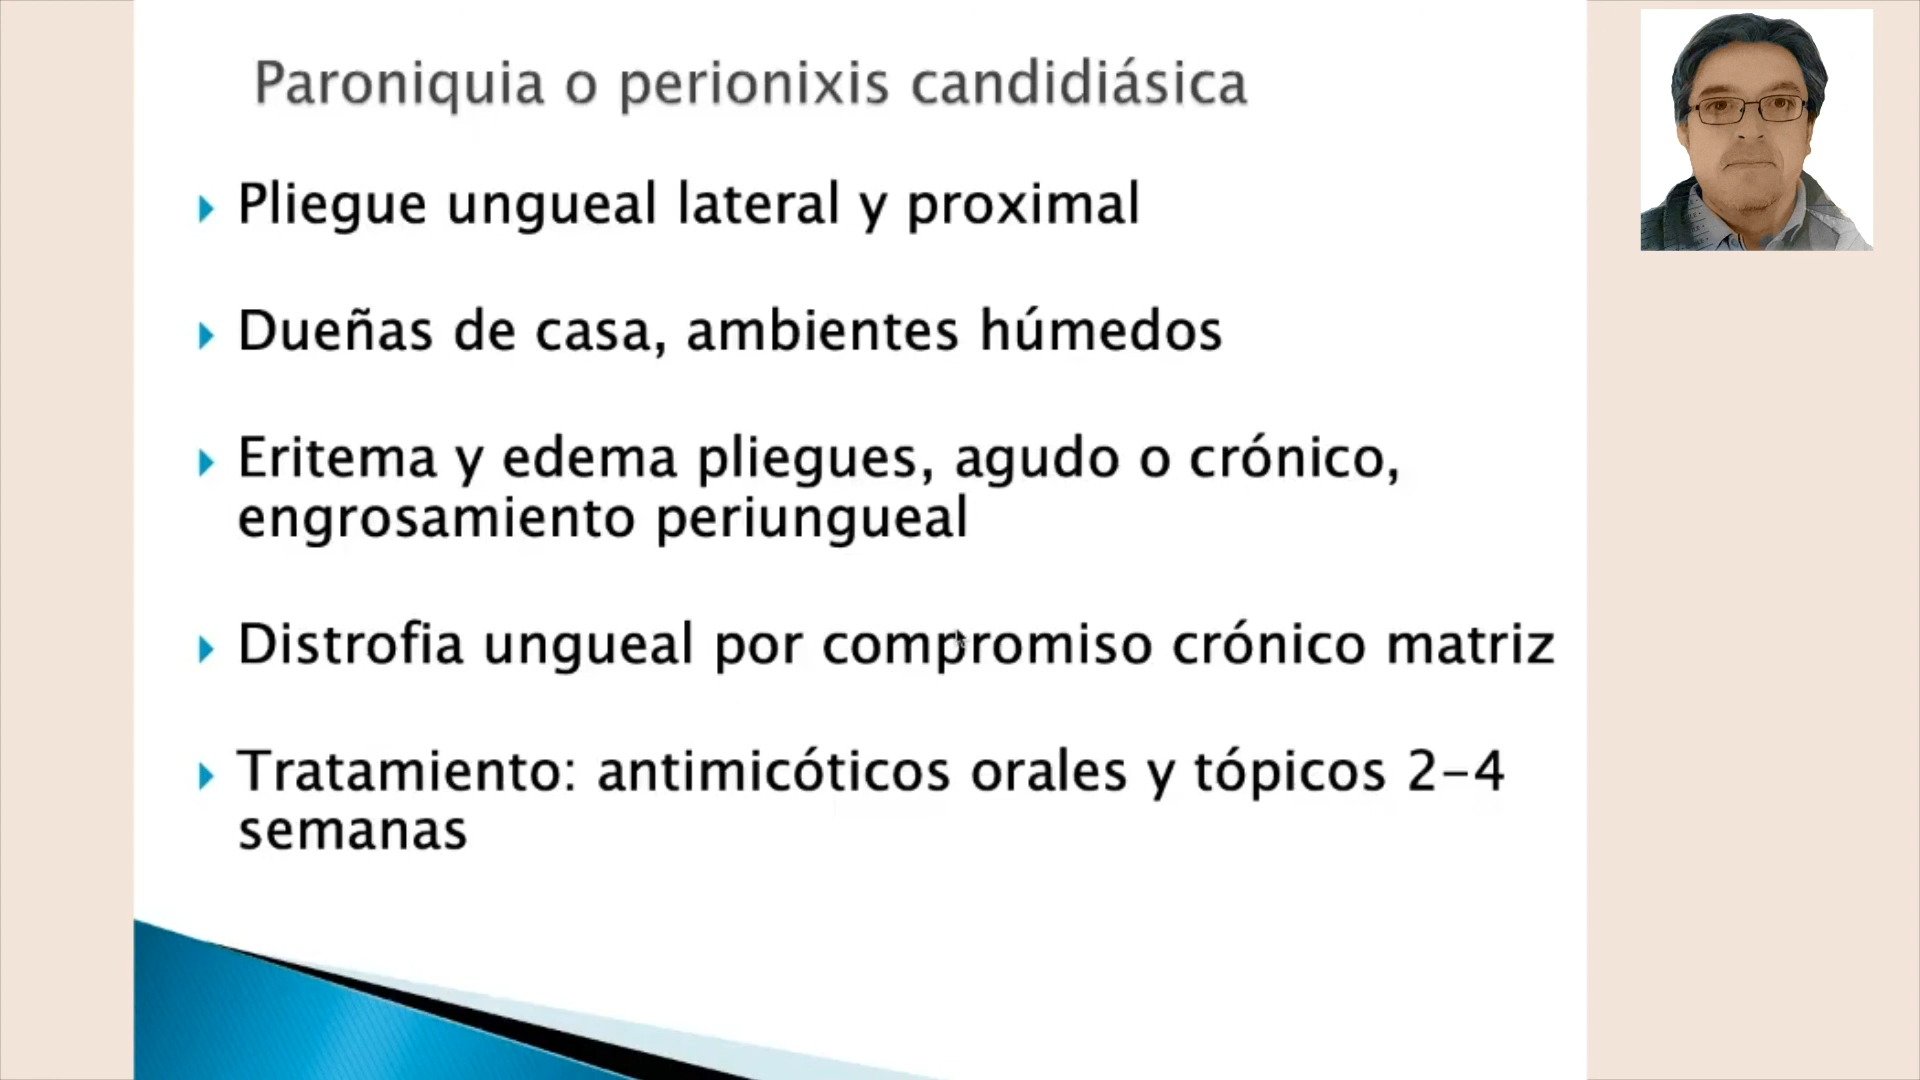 Paroniquia o perionixis candidiásica
Pliegue ungueal lateral y proximal
Dueñas de casa, ambientes húmedos
Eritema y edema pliegues, agudo o crónico,
engrosamiento periungueal
Distrofia ungueal por compromiso crónico matriz
Tratamiento: antimicóticos orales y tópicos 2-4
semanas